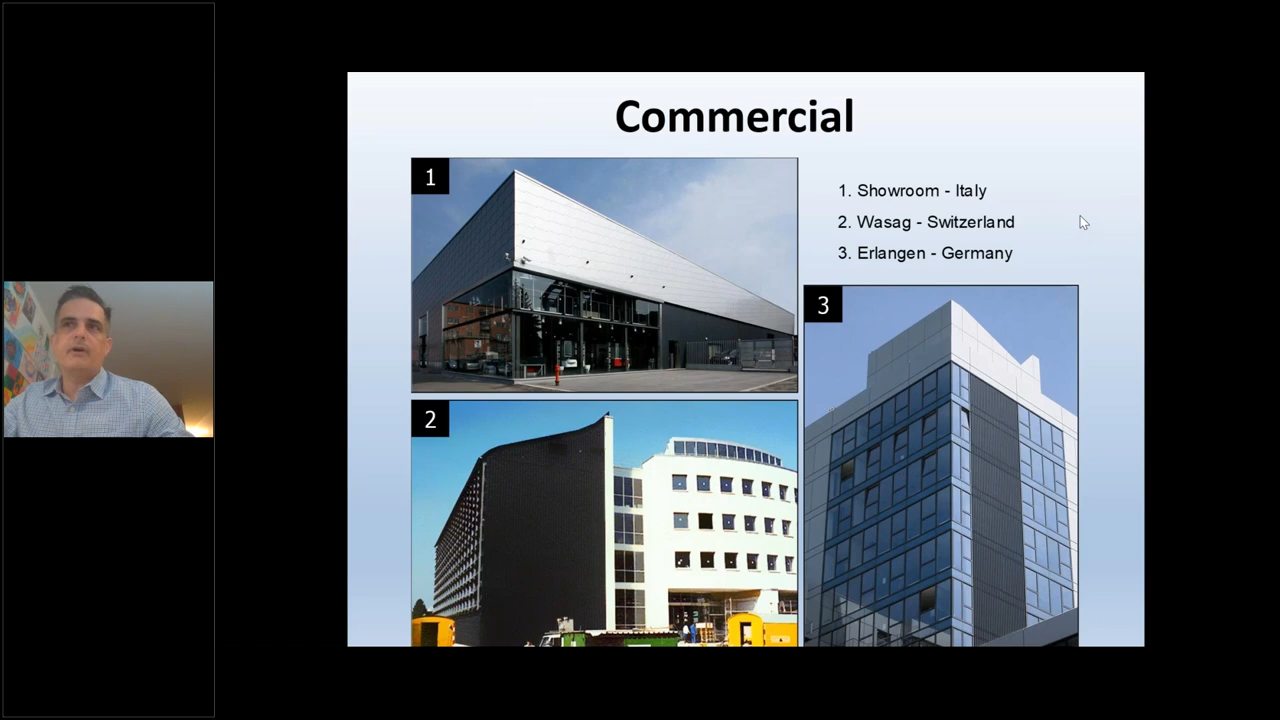 Commercial
1
1. Showroom - Italy
2. Wasag - Switzerland
3. Erlangen - Germany
2
3